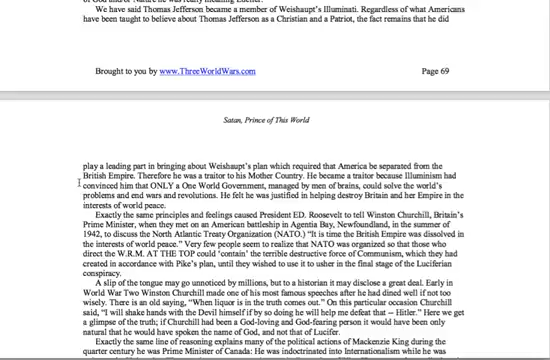 of God and/or Nature he was really meaning Lucifer.
We have said Thomas Jefferson became a member of Weishaupt's Illuminati. Regardless of what Americans
have been taught to believe about Thomas Jefferson as a Christian and a Patriot, the fact remains that he did
Brought to you by www.ThreeWorldWars.com Page 69
Satan, Prince of This World
play a leading part in bringing about Weishaupt's plan which required that America be separated from the
British Empire. Therefore he was a traitor to his Mother Country. He became a traitor because Illuminism had
convinced him that ONLY a One World Government, managed by men of brains, could solve the world's
problems and end wars and revolutions. He felt he was justified in helping destroy Britain and her Empire in the
interests of world peace.
Exactly the same principles and feelings caused President ED. Roosevelt to tell Winston Churchill, Britain's
Prime Minister, when they met on an American battleship in Agentia Bay, Newfoundland, in the summer of
1942, to discuss the North Atlantic Treaty Organization (NATO.) “It is time the British Empire was dissolved in
the interests of world peace.” Very few people seem to realize that NATO was organized so that those who
direct the W.R.M. AT THE TOP could ‘contain’ the terrible destructive force of Communism, which they had
created in accordance with Pike's plan, until they wished to use it to usher in the final stage of the Luciferian
conspiracy.
A slip of the tongue may go unnoticed by millions, but to a historian it may disclose a great deal. Early in
World War Two Winston Churchill made one of his most famous speeches after he had dined well if not too
wisely. There is an old saying, “When liquor is in the truth comes out.” On this particular occasion Churchill
said, “I will shake hands with the Devil himself if by so doing he will help me defeat that – Hitler.” Here we get
a glimpse of the truth; if Churchill had been a God-loving and God-fearing person it would have been only
natural that he would have spoken the name of God, and not that of Lucifer.
Exactly the same line of reasoning explains many of the political actions of Mackenzie King during the
quarter century he was Prime Minister of Canada: He was indoctrinated into Internationalism while he was